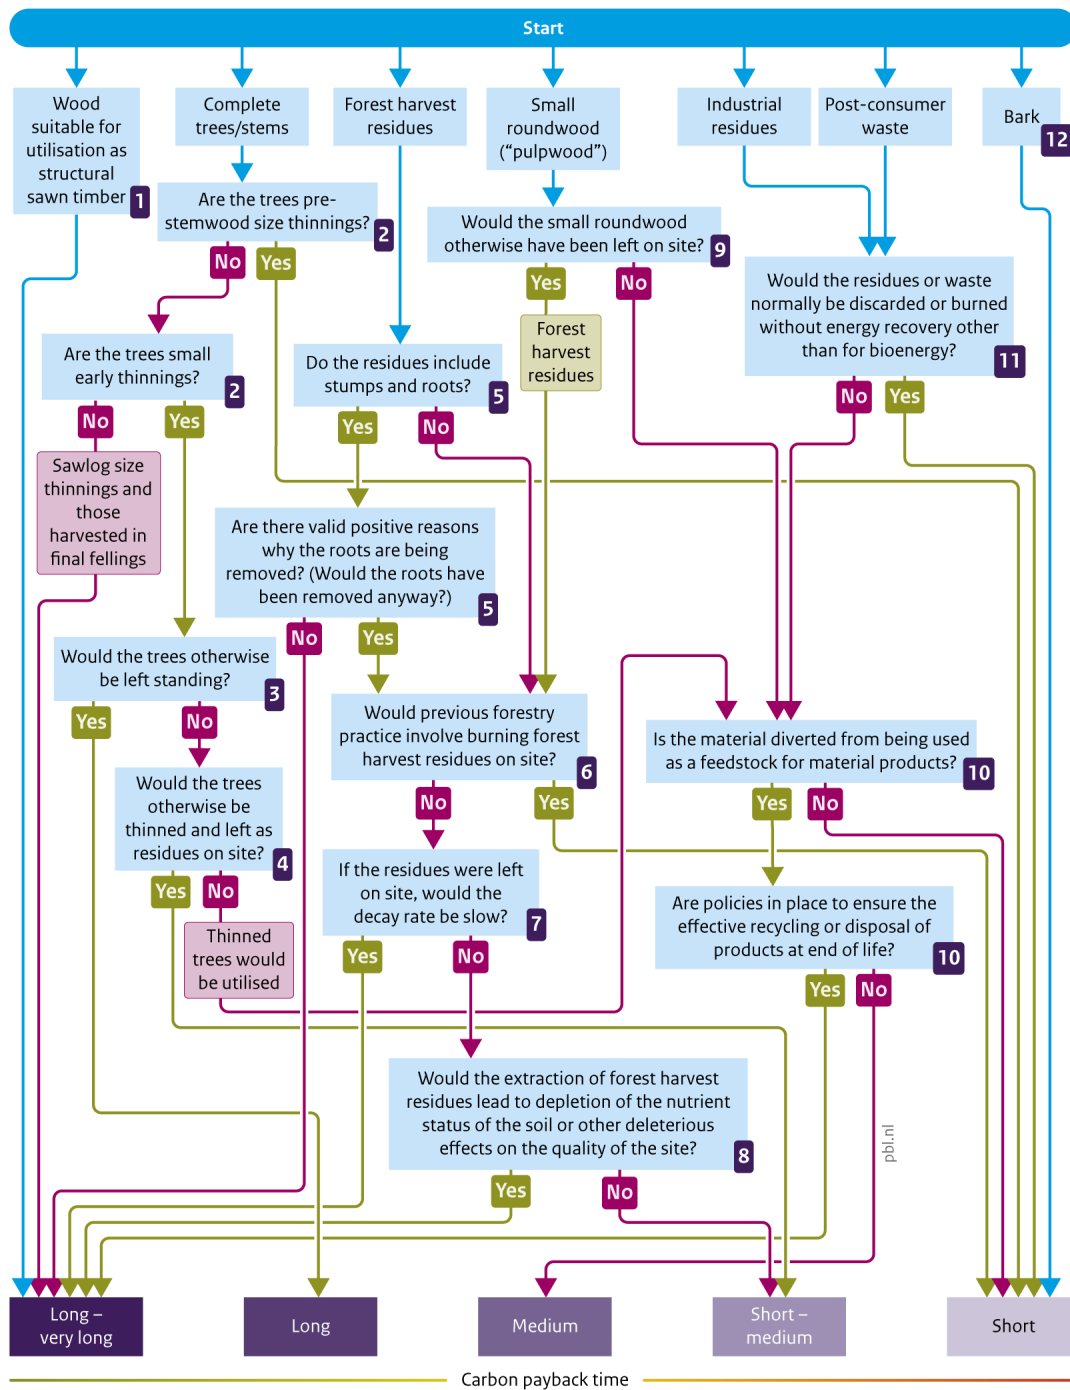 Start
Wood
suitable for
utilisation as
structural
sawn timber
1
Complete
trees/stems
Forest harvest
residues
Small
roundwood
(“pulpwood”)
Industrial
residues
Post-consumer
waste
Bark
12
Are the trees pre-
stemwood size thinnings?
2
No
Yes
Would the small roundwood
otherwise have been left on site?
9
Yes
No
Would the residues or waste
normally be discarded or burned
without energy recovery other
than for bioenergy?
11
No
Yes
Forest
harvest
residues
Are the trees small
early thinnings?
2
No
Yes
Do the residues include
stumps and roots?
5
Yes
No
Sawlog size
thinnings and
those
harvested in
final fellings
Are there valid positive reasons
why the roots are being
removed? (Would the roots have
been removed anyway?)
5
No
Yes
Would the trees otherwise
be left standing?
3
Yes
No
Would previous forestry
practice involve burning forest
harvest residues on site?
6
No
Yes
Is the material diverted from being used
as a feedstock for material products?
10
Yes
No
Would the trees
otherwise be
thinned and left as
residues on site?
4
Yes
No
If the residues were left
on site, would the
decay rate be slow?
7
Yes
No
Are policies in place to ensure the
effective recycling or disposal of
products at end of life?
10
Yes
No
Thinned
trees would
be utilised
Would the extraction of forest harvest
residues lead to depletion of the nutrient
status of the soil or other deleterious
effects on the quality of the site?
8
Yes
No
pbl.nl
Long –
very long
Long
Medium
Short –
medium
Short
Carbon payback time